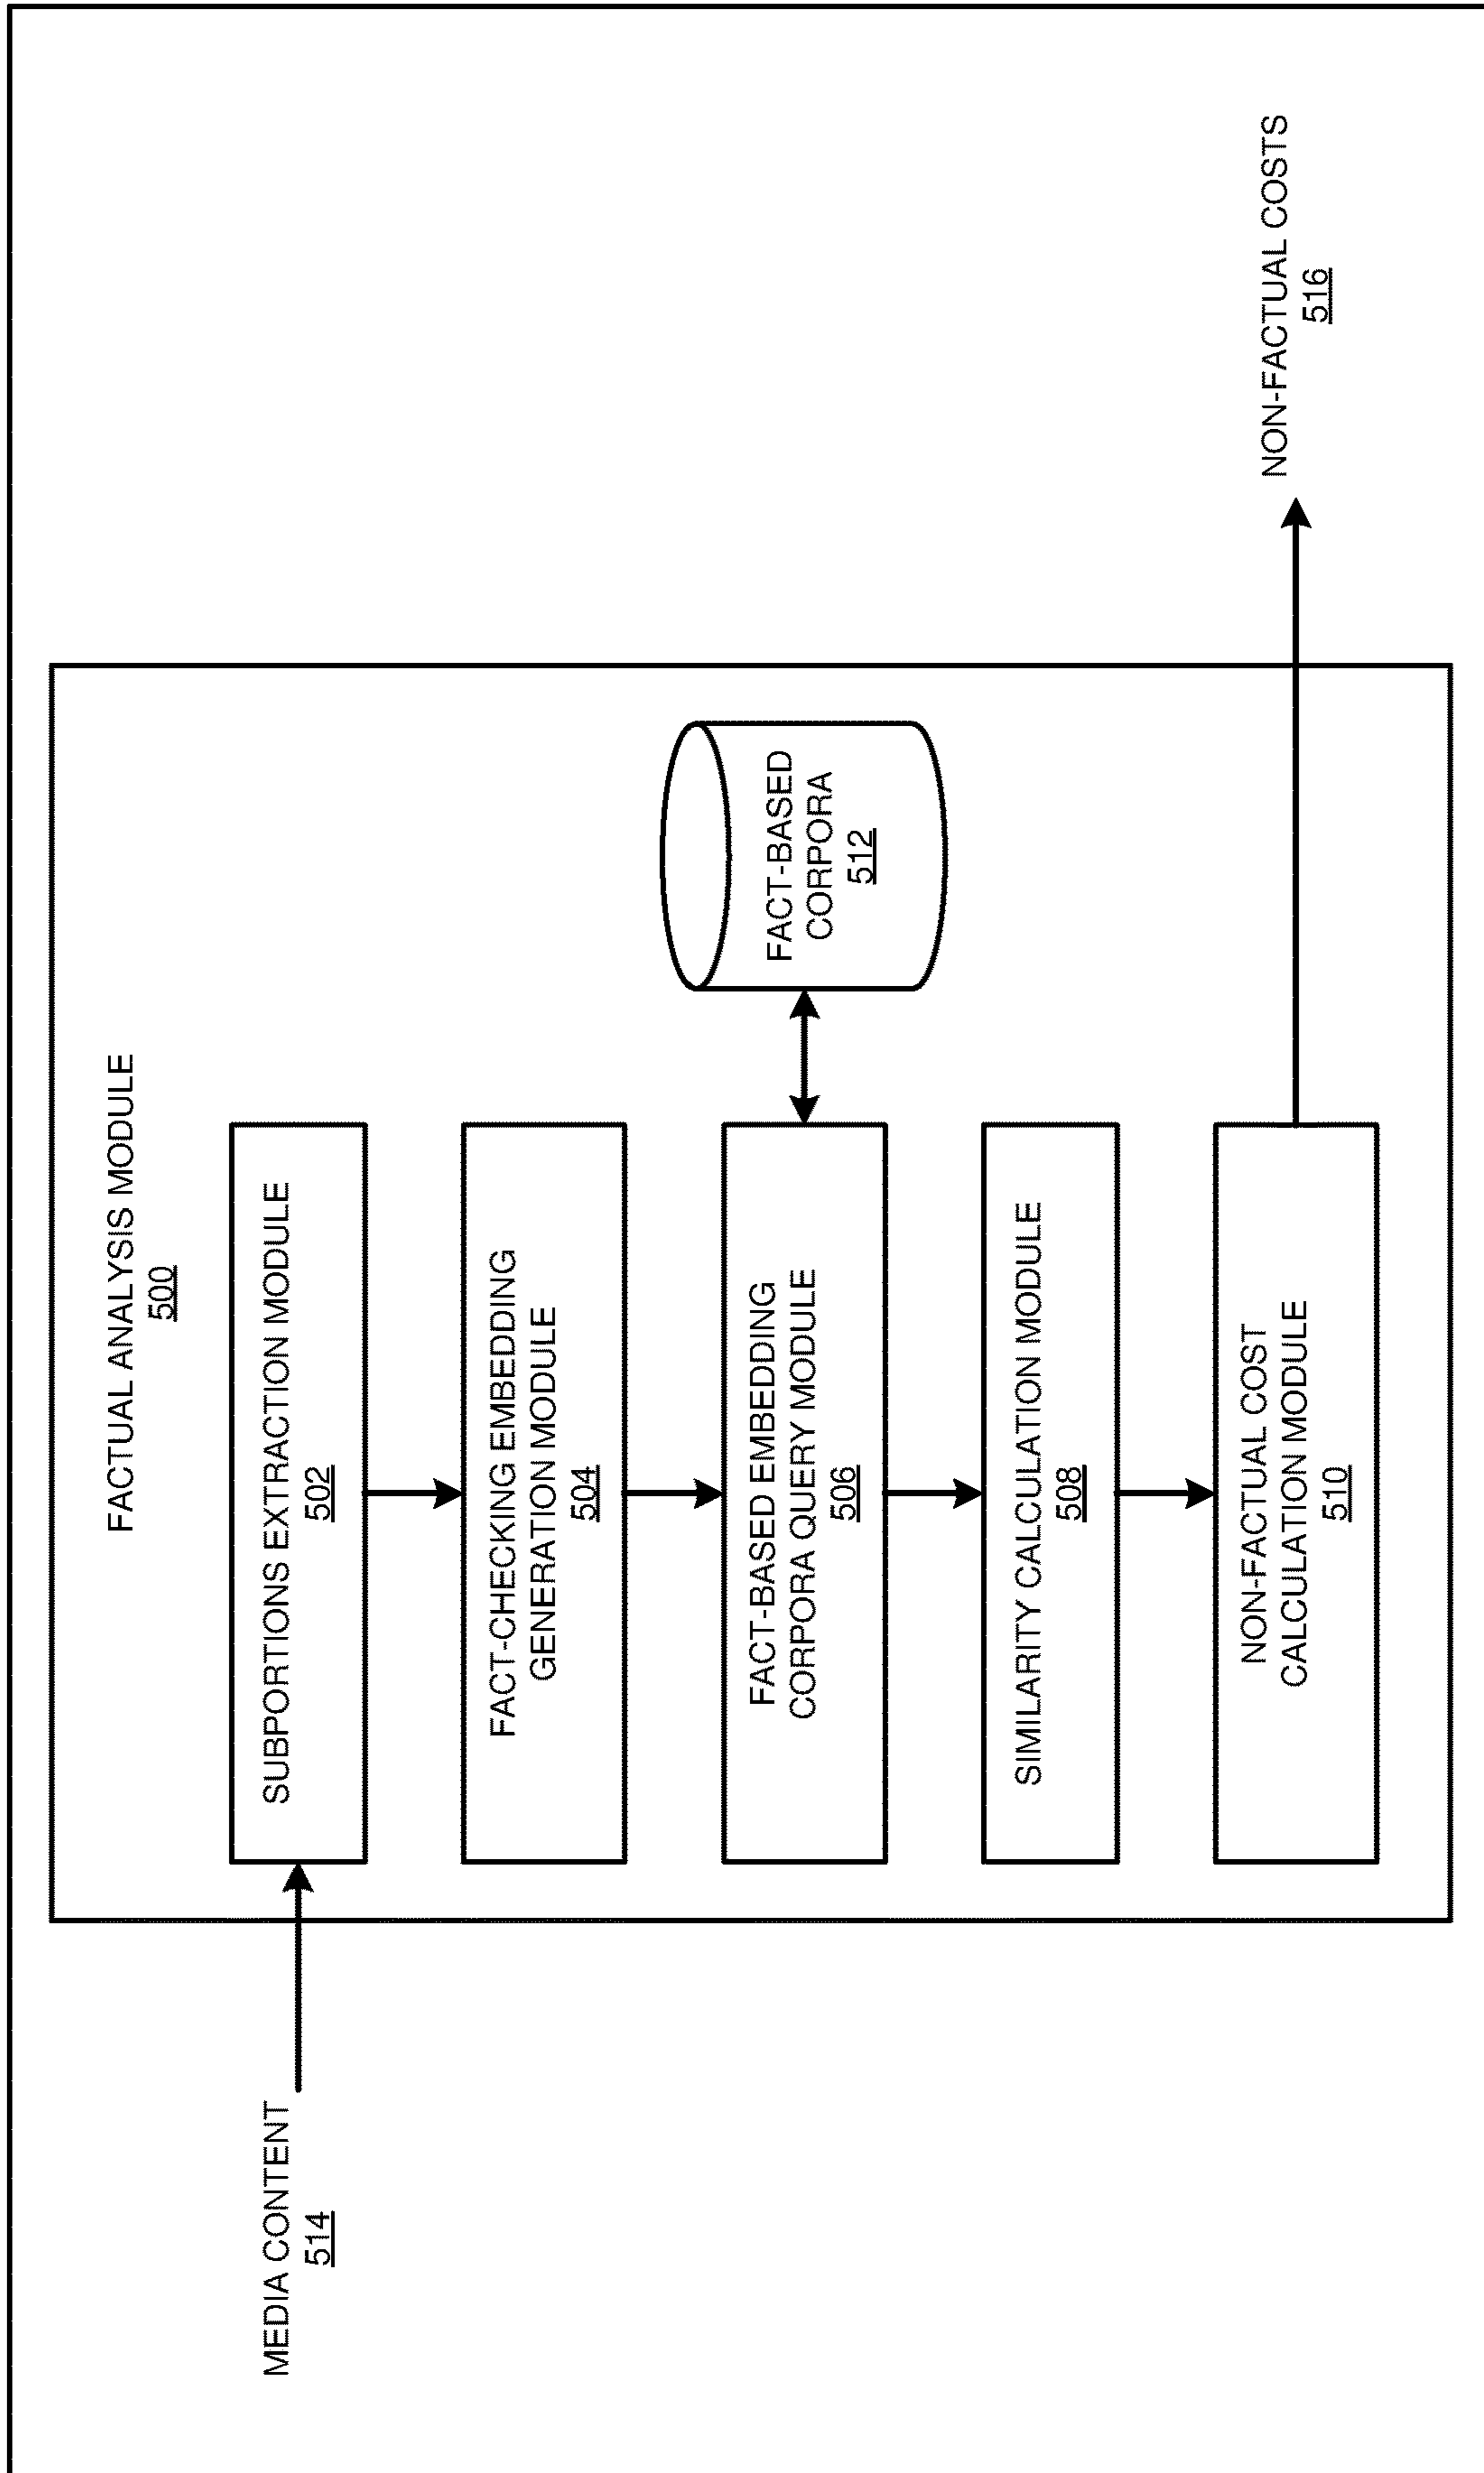 FACTUAL ANALYSIS MODULE
500
MEDIA CONTENT
514
SUBPORTIONS EXTRACTION MODULE
502
FACT-CHECKING EMBEDDING
GENERATION MODULE
504
FACT-BASED EMBEDDING
CORPORA QUERY MODULE
506
FACT-BASED
CORPORA
512
SIMILARITY CALCULATION MODULE
508
NON-FACTUAL COST
CALCULATION MODULE
510
NON-FACTUAL COSTS
516